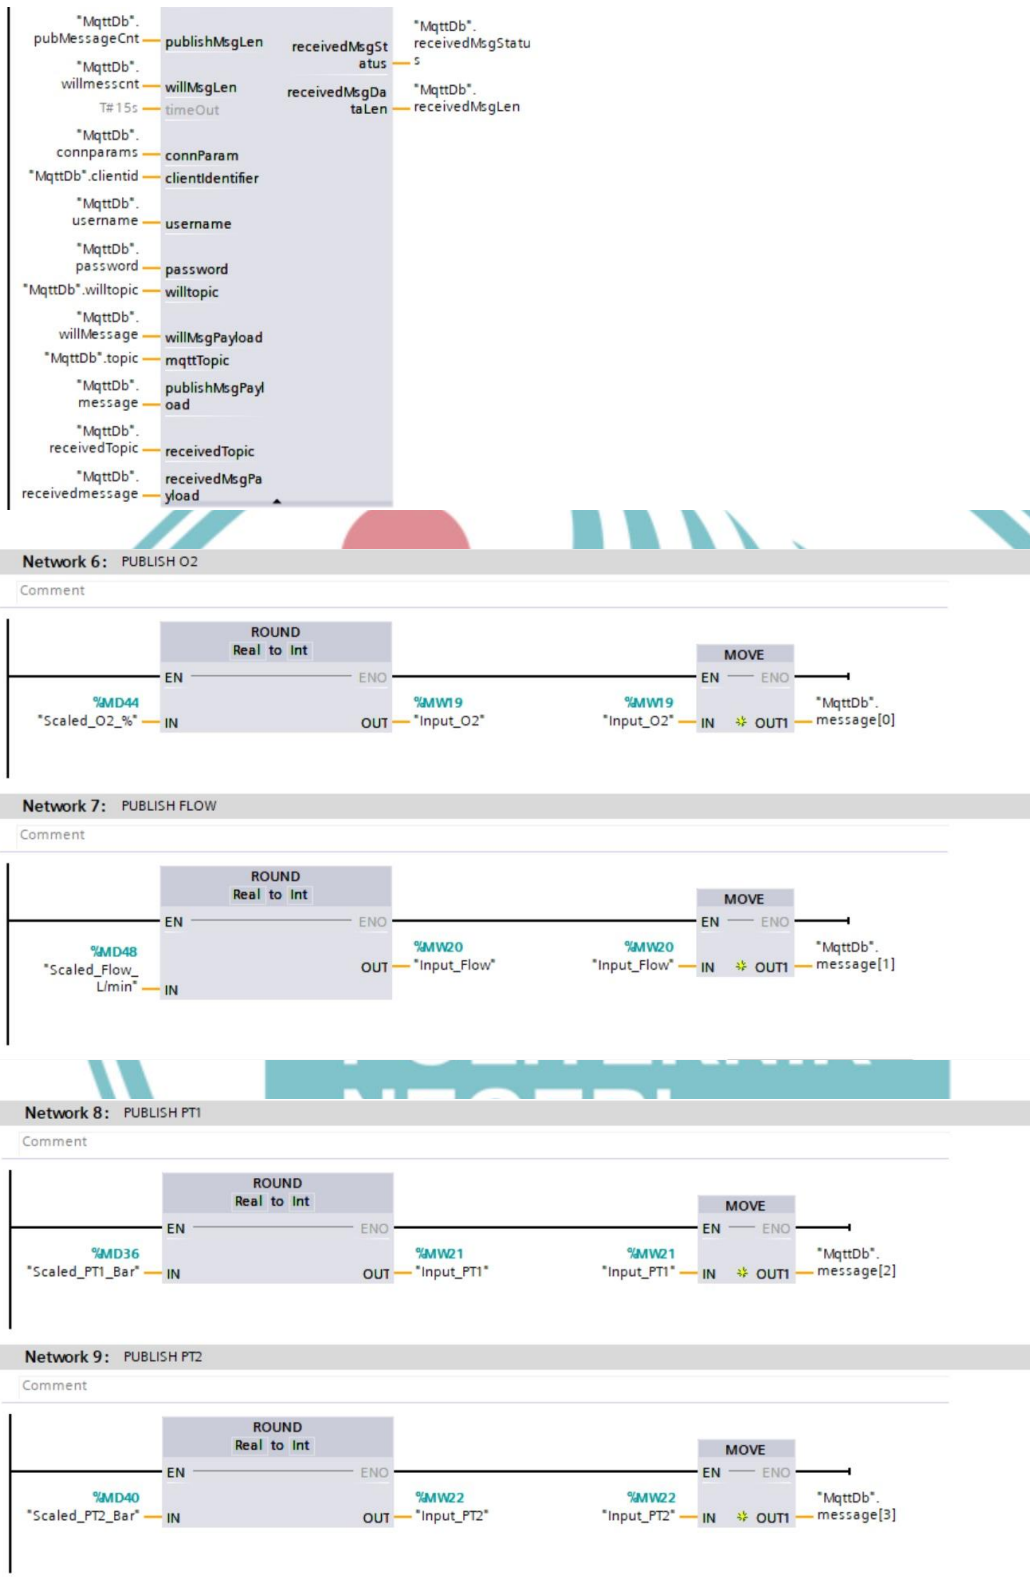 "MqttDb".
pubMessageCnt
publishMsgLen
receivedMsgSt
atus
"MqttDb".
receivedMsgStatu
s
"MqttDb".
willmesscnt
willMsgLen
receivedMsgDa
taLen
"MqttDb".
receivedMsgLen
T#15s
timeOut
"MqttDb".
connparams
connParam
"MqttDb".clientid
clientIdentifier
"MqttDb".
username
username
"MqttDb".
password
password
"MqttDb".willtopic
willtopic
"MqttDb".
willMessage
willMsgPayload
"MqttDb".topic
mqttTopic
"MqttDb".
message
publishMsgPayl
oad
"MqttDb".
receivedTopic
receivedTopic
"MqttDb".
receivedmessage
receivedMsgPa
yload
Network 6: PUBLISH O2
Comment
ROUND
Real to Int
MOVE
EN
ENO
EN
ENO
%MD44
"Scaled_O2_%"
IN
OUT
%MW19
"Input_O2"
%MW19
"Input_O2"
IN
OUT1
"MqttDb".
message[0]
Network 7: PUBLISH FLOW
Comment
ROUND
Real to Int
MOVE
EN
ENO
EN
ENO
%MD48
"Scaled_Flow_
L/min"
IN
OUT
%MW20
"Input_Flow"
%MW20
"Input_Flow"
IN
OUT1
"MqttDb".
message[1]
Network 8: PUBLISH PT1
Comment
ROUND
Real to Int
MOVE
EN
ENO
EN
ENO
%MD36
"Scaled_PT1_Bar"
IN
OUT
%MW21
"Input_PT1"
%MW21
"Input_PT1"
IN
OUT1
"MqttDb".
message[2]
Network 9: PUBLISH PT2
Comment
ROUND
Real to Int
MOVE
EN
ENO
EN
ENO
%MD40
"Scaled_PT2_Bar"
IN
OUT
%MW22
"Input_PT2"
%MW22
"Input_PT2"
IN
OUT1
"MqttDb".
message[3]